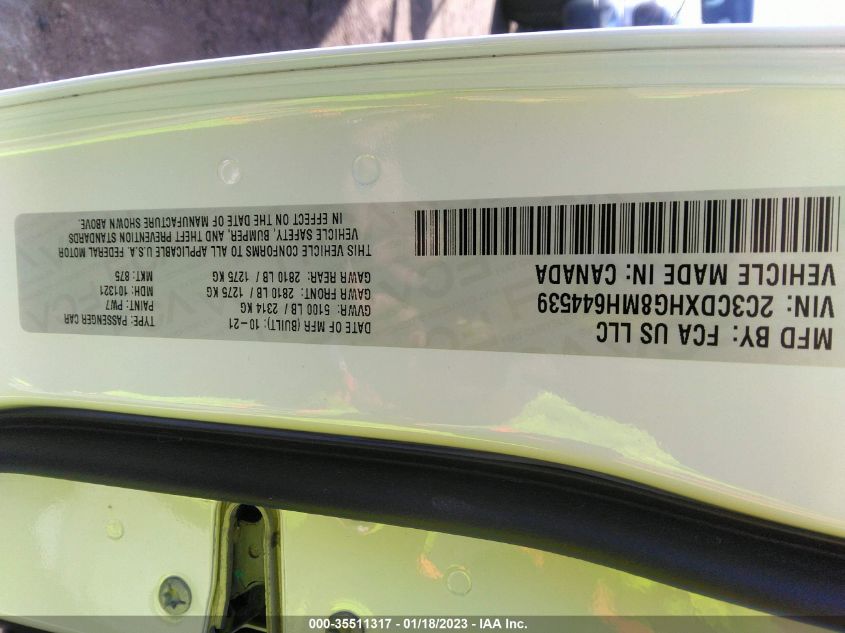 MFD BY: FCA US LLC
VIN: 2C3CDXHG8MH644539
VEHICLE MADE IN: CANADA
DATE OF MFR (BUILT): 10-21
GAWR: 5100 LB / 2314 KG
GAWR FRONT: 2810 LB / 1275 KG
GAWR REAR: 2810 LB / 1275 KG
TYPE: PASSENGER CAR
PAINT: PW7
MDH: 101321
MKT: 875
THIS VEHICLE CONFORMS TO ALL APPLICABLE U.S.A. FEDERAL MOTOR
VEHICLE SAFETY, BUMPER, AND THEFT PREVENTION STANDARDS
IN EFFECT ON THE DATE OF MANUFACTURE SHOWN ABOVE.
000-35511317 - 01/18/2023 - IAA Inc.